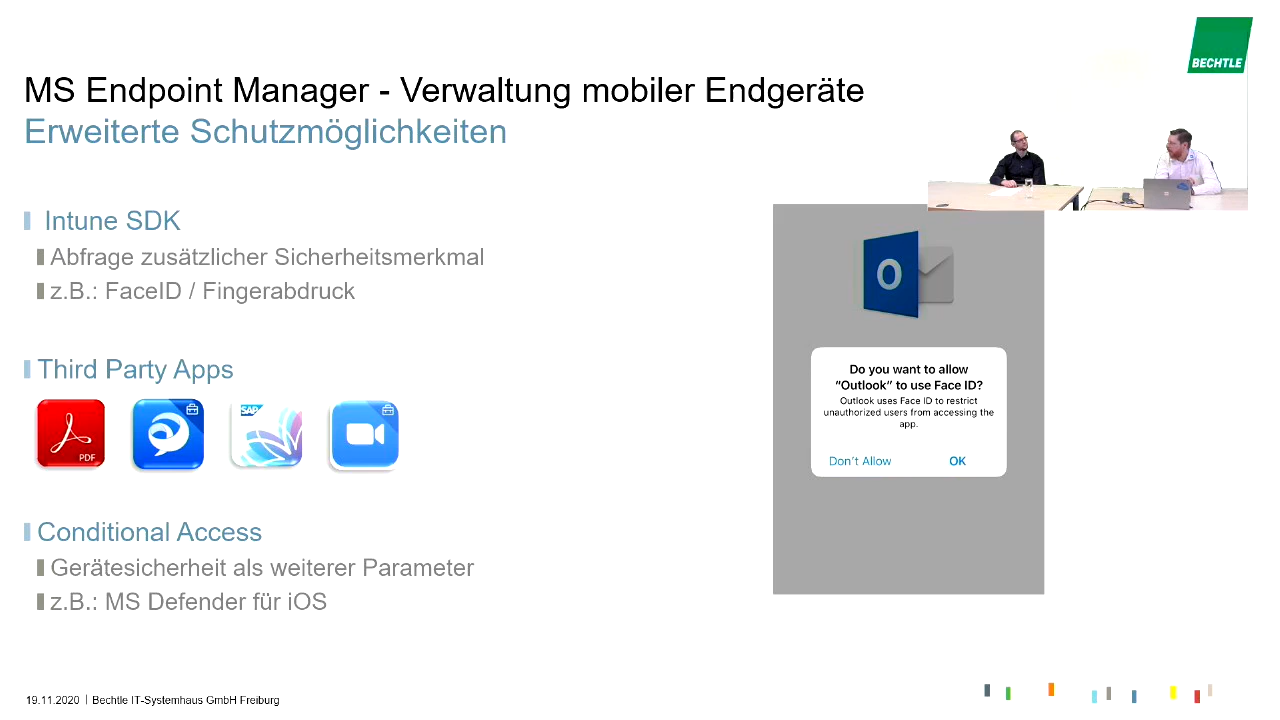 BECHTLE
MS Endpoint Manager - Verwaltung mobiler Endgeräte
Erweiterte Schutzmöglichkeiten
Intune SDK
Abfrage zusätzlicher Sicherheitsmerkmal
z.B.: FaceID / Fingerabdruck
Third Party Apps
PDF
SAP
Conditional Access
Gerätesicherheit als weiterer Parameter
z.B.: MS Defender für iOS
O
Do you want to allow
“Outlook” to use Face ID?
Outlook uses Face ID to restrict
unauthorized users from accessing the
app.
Don’t Allow OK
19.11.2020 | Bechtle IT-Systemhaus GmbH Freiburg